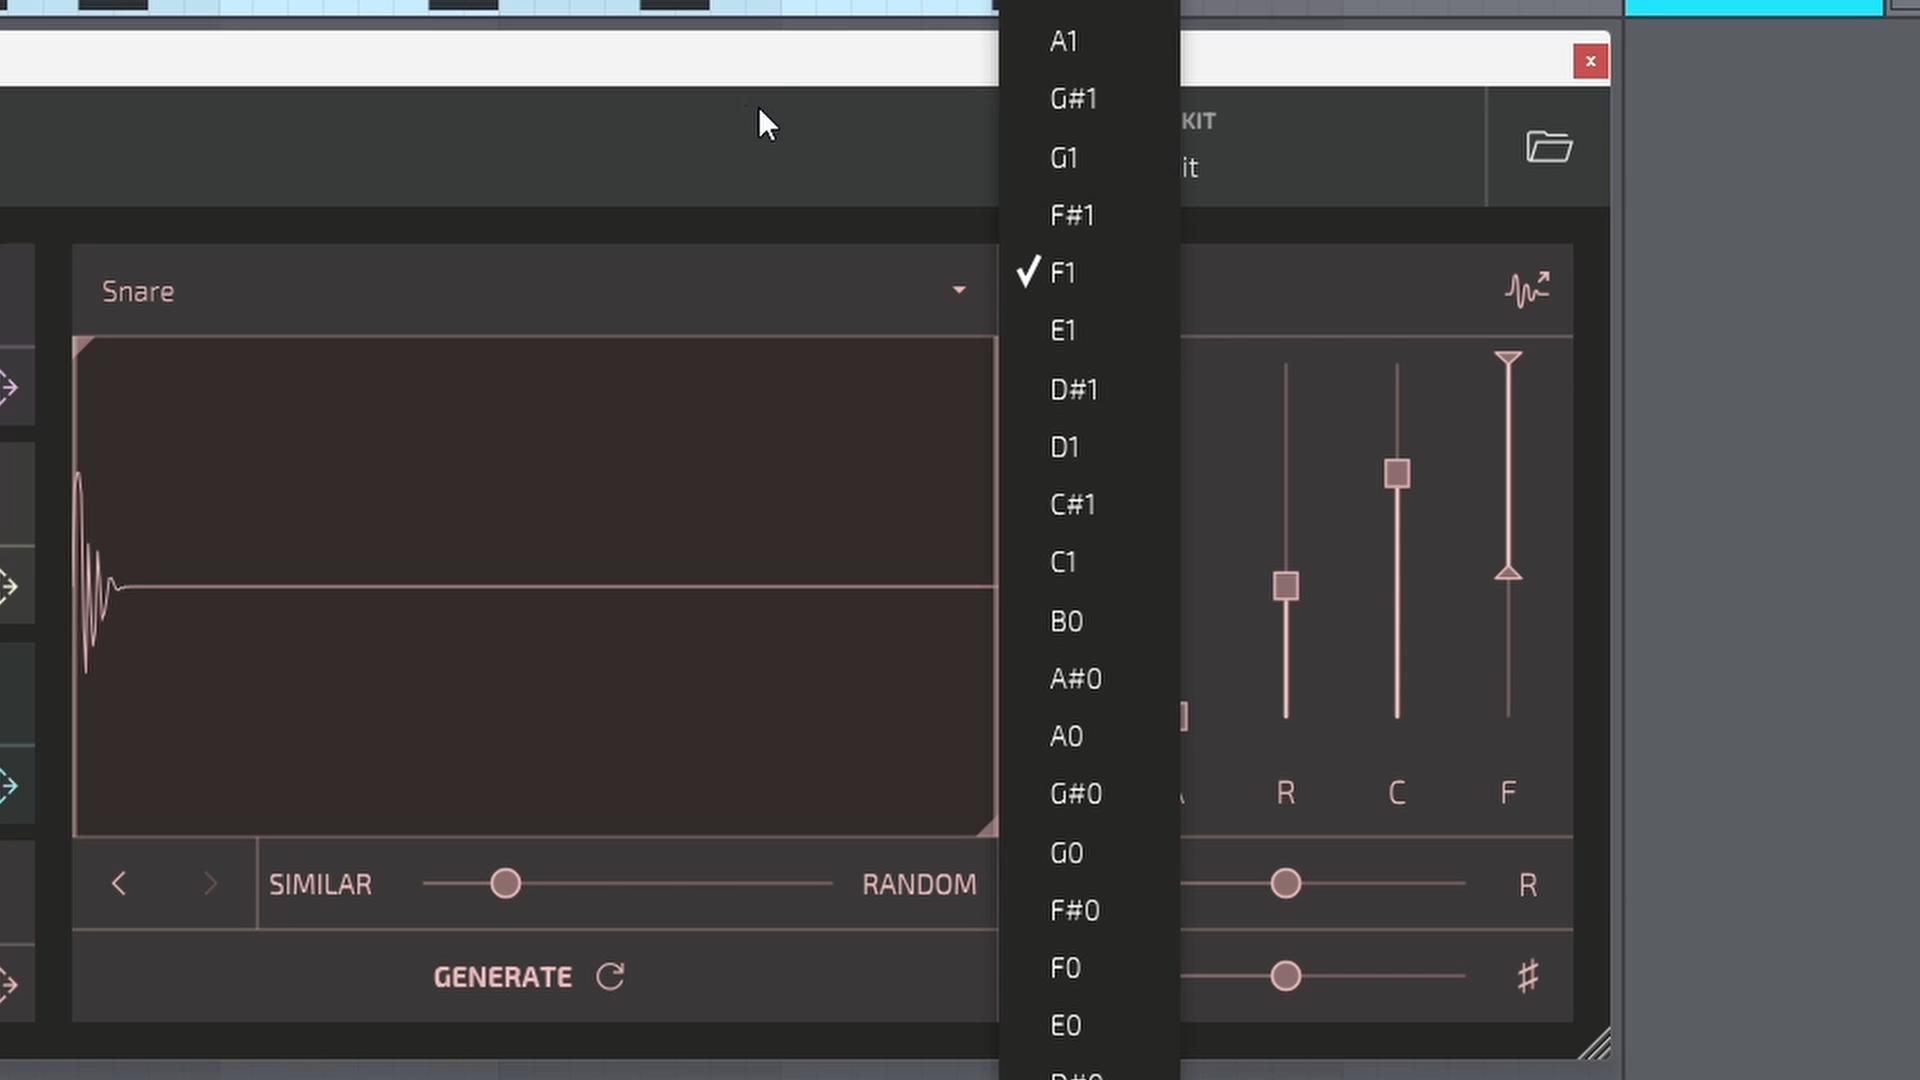 A1
G#1
G1
F#1
F1
E1
D#1
D1
C#1
C1
B0
A#0
A0
G#0
G0
F#0
F0
E0
D#0
x
KIT
it
Snare
R C F
SIMILAR RANDOM
R
GENERATE
♯